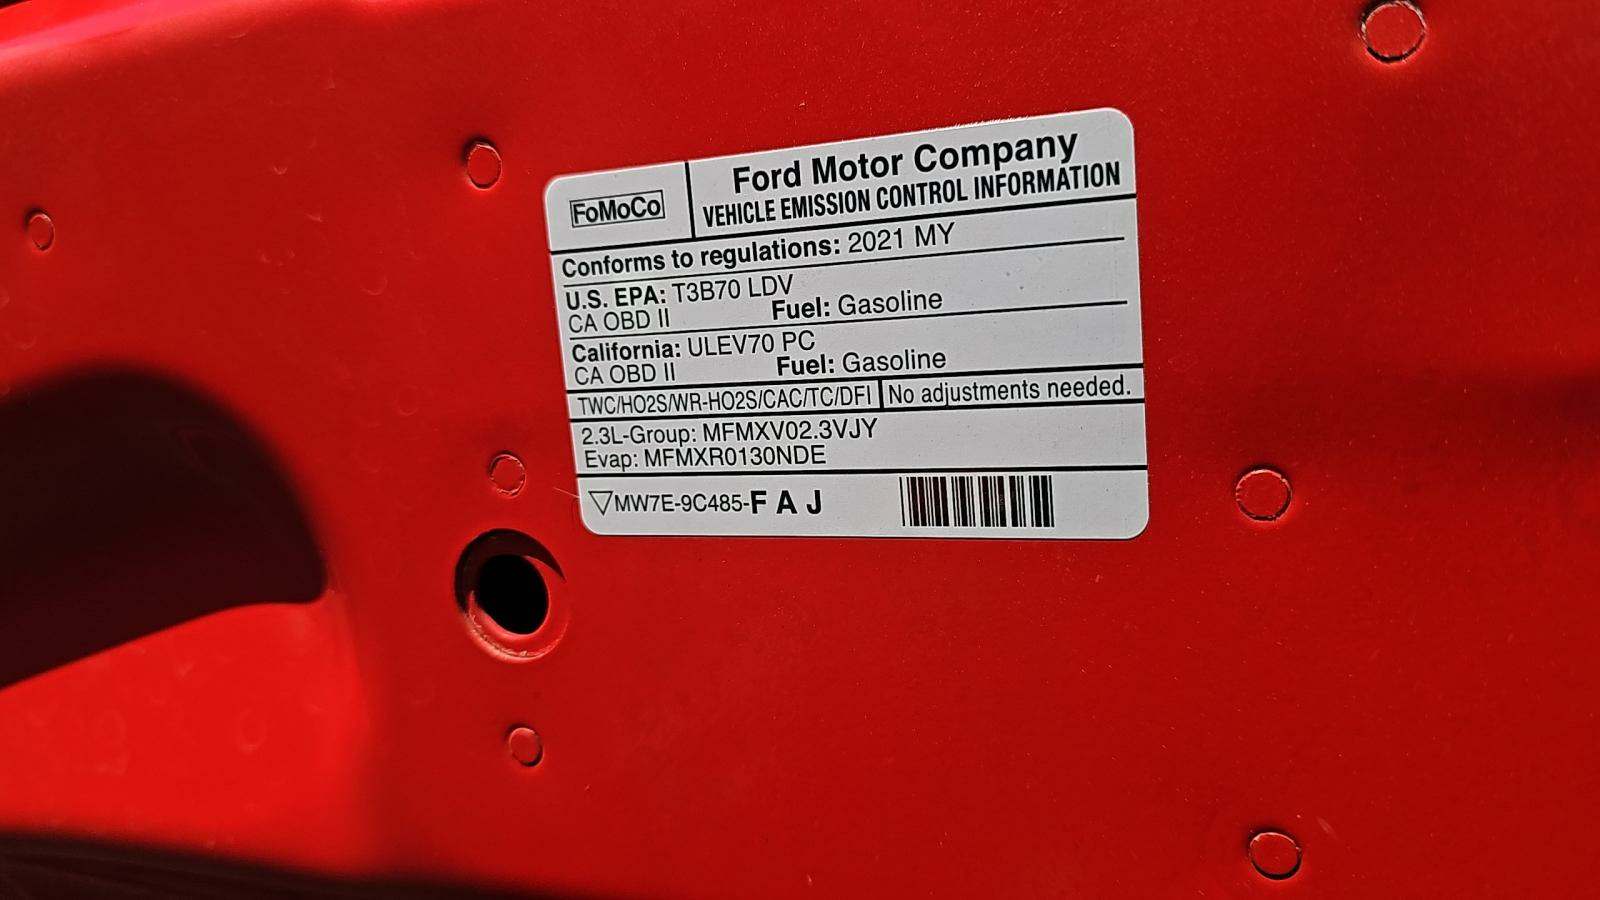 FoMoCo
Ford Motor Company
VEHICLE EMISSION CONTROL INFORMATION
Conforms to regulations: 2021 MY
U.S. EPA: T3B70 LDV
CA OBD II Fuel: Gasoline
California: ULEV70 PC
CA OBD II Fuel: Gasoline
TWC/HO2S/WR-HO2S/CAC/TC/DFI No adjustments needed.
2.3L-Group: MFMXV02.3VJY
Evap: MFMXR0130NDE
MW7E-9C485-F A J